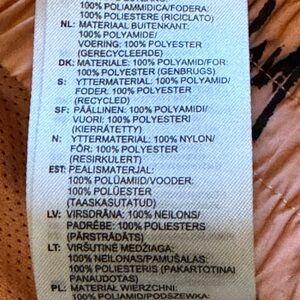 100% POLIAMMIDICA/FODERA:
100% POLIESTERE (RICICLATO)
NL: MATERIAAL BUITENKANT:
100% POLYAMIDE/
VOERING: 100% POLYESTER
(GERECYCLEERDE)
DK: MATERIALE: 100% POLYAMID/FOR:
100% POLYESTER (GENBRUGS)
S: YTTERMATERIAL: 100% POLYAMID/
FODER: 100% POLYESTER
(RECYCLED)
SF: PÄÄLLINEN: 100% POLYAMIDI/
VUORI: 100% POLYESTERI
(KIERRÄTETTY)
N: YTTERMATERIAL: 100% NYLON/
FÔR: 100% POLYESTER
(RESIRKULERT)
EST: PEALISMATERJAL:
100% POLÜAMIID/VOODER:
100% POLÜESTER
(TAASKASUTATUD)
LV: VIRSDRĀNA: 100% NEILONS/
PADRĒBE: 100% POLIESTERS
(PĀRSTRĀDĀTS)
LT: VIRŠUTINĖ MEDŽIAGA:
100% NEILONAS/PAMUŠALAS:
100% POLIESTERIS (PAKARTOTINAI
PANAUDOTAS)
PL: MATERIAŁ WIERZCHNI:
100% POLIAMID/PODSZEWKA: